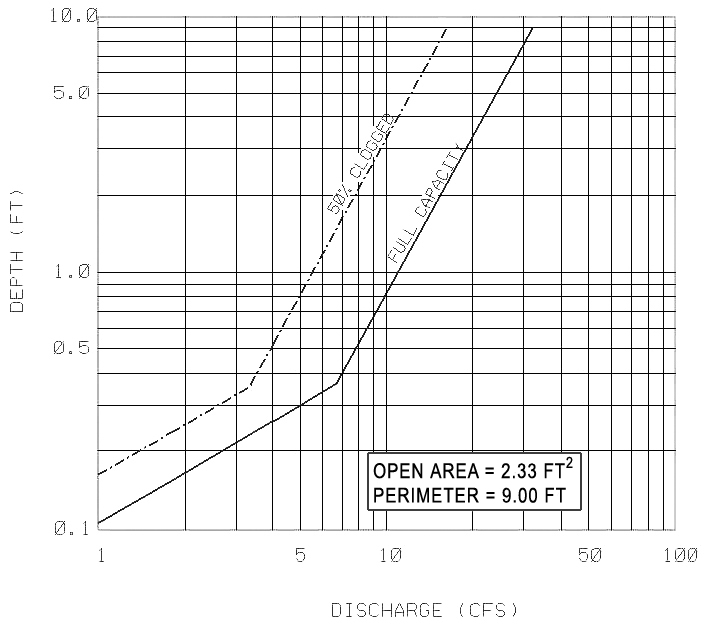 10.0
5.0
1.0
0.5
0.1
DEPTH (FT)
50% CLOGGED
FULL CAPACITY
OPEN AREA = 2.33 FT²
PERIMETER = 9.00 FT
1 5 10 50 100
DISCHARGE (CFS)